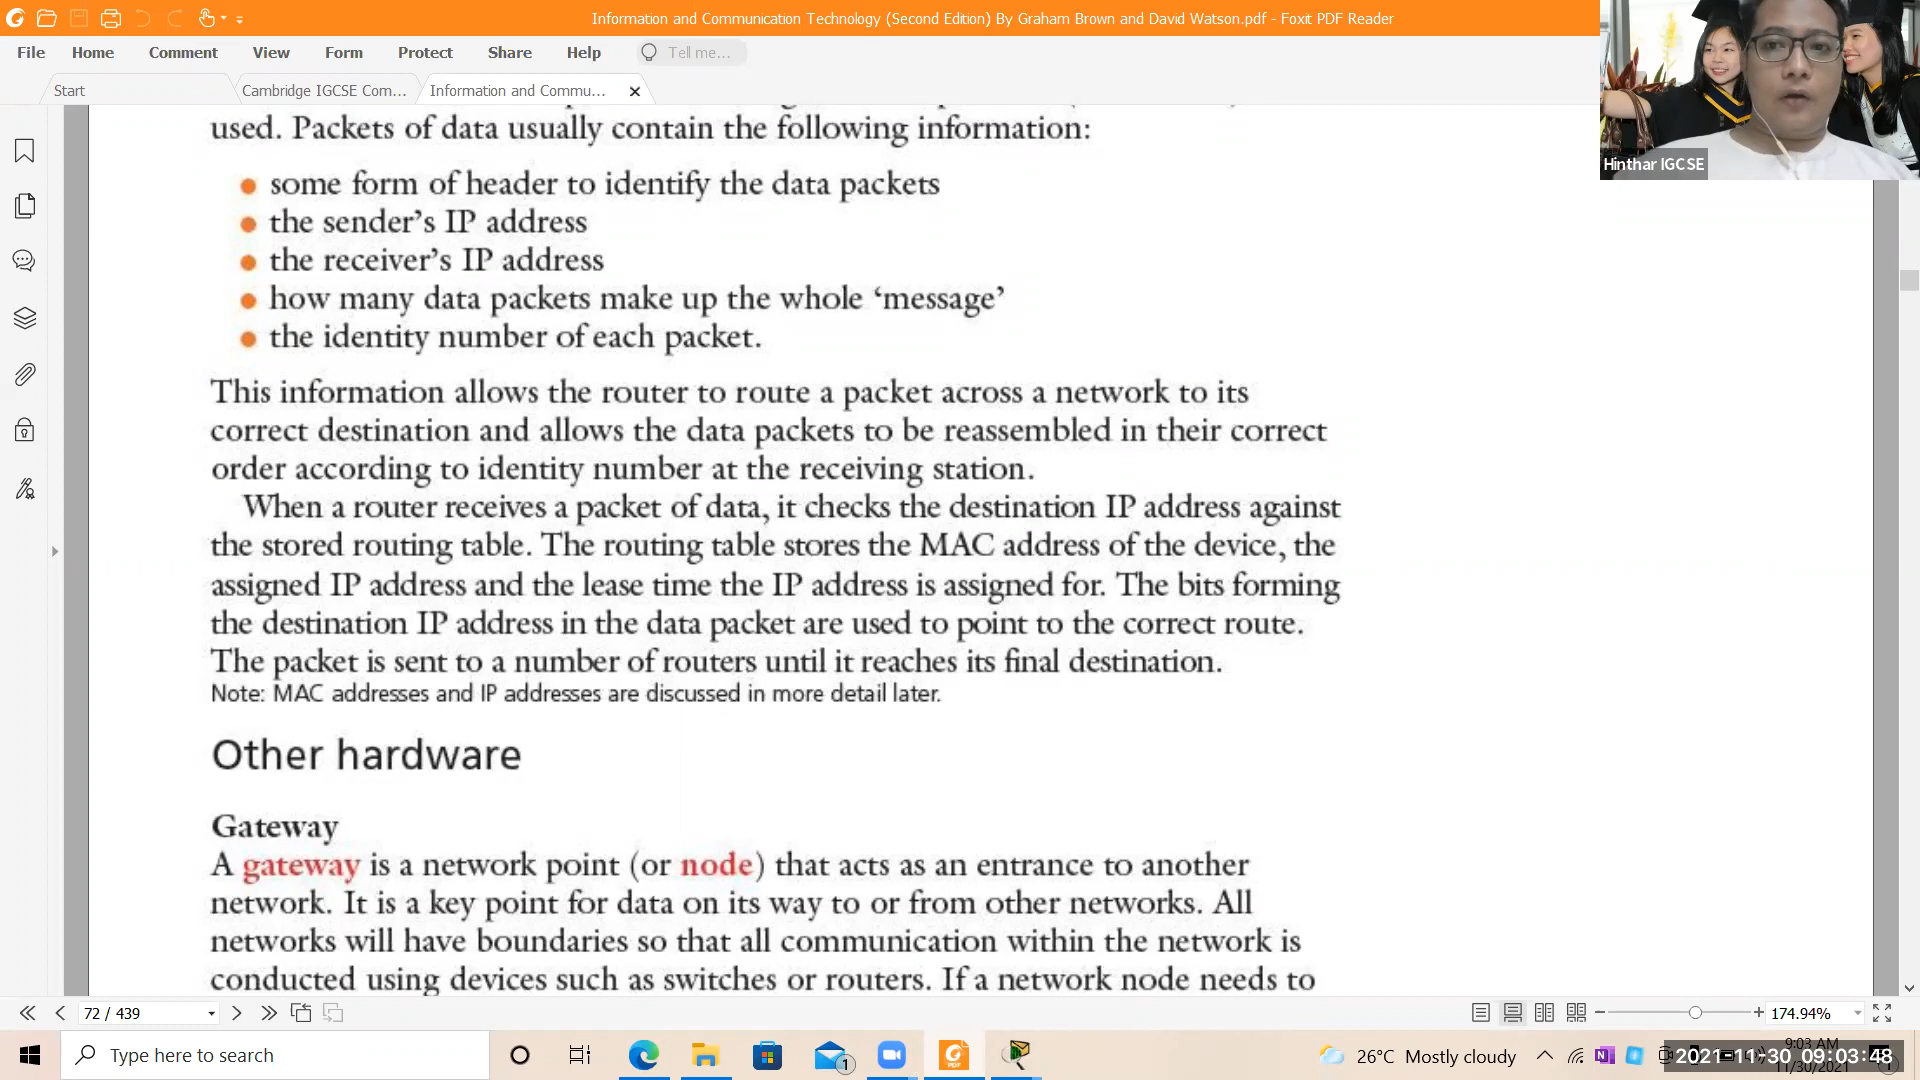 Information and Communication Technology (Second Edition) By Graham Brown and David Watson.pdf - Foxit PDF Reader
File Home Comment View Form Protect Share Help Tell me...
Start Cambridge IGCSE Com... Information and Commu...
Hinthar IGCSE
used. Packets of data usually contain the following information:
some form of header to identify the data packets
the sender's IP address
the receiver's IP address
how many data packets make up the whole ‘message’
the identity number of each packet.
This information allows the router to route a packet across a network to its
correct destination and allows the data packets to be reassembled in their correct
order according to identity number at the receiving station.
When a router receives a packet of data, it checks the destination IP address against
the stored routing table. The routing table stores the MAC address of the device, the
assigned IP address and the lease time the IP address is assigned for. The bits forming
the destination IP address in the data packet are used to point to the correct route.
The packet is sent to a number of routers until it reaches its final destination.
Note: MAC addresses and IP addresses are discussed in more detail later.
Other hardware
Gateway
A gateway is a network point (or node) that acts as an entrance to another
network. It is a key point for data on its way to or from other networks. All
networks will have boundaries so that all communication within the network is
conducted using devices such as switches or routers. If a network node needs to
72 / 439 174.94%
Type here to search 1 26°C Mostly cloudy 9:03 AM
2021-11-30 09:03:48